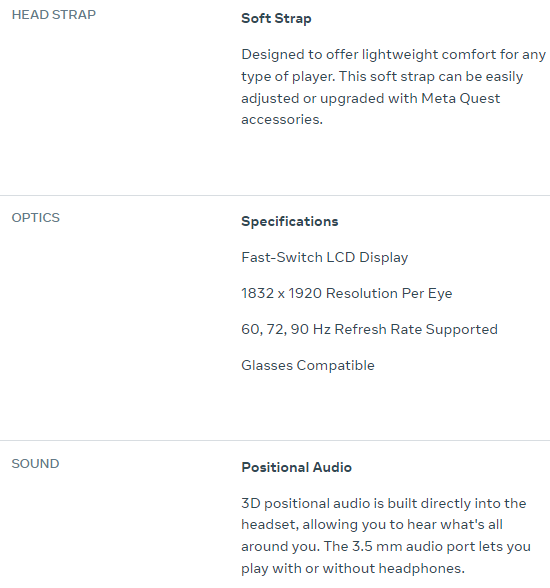 HEAD STRAP
Soft Strap
Designed to offer lightweight comfort for any
type of player. This soft strap can be easily
adjusted or upgraded with Meta Quest
accessories.
OPTICS
Specifications
Fast-Switch LCD Display
1832 x 1920 Resolution Per Eye
60, 72, 90 Hz Refresh Rate Supported
Glasses Compatible
SOUND
Positional Audio
3D positional audio is built directly into the
headset, allowing you to hear what's all
around you. The 3.5 mm audio port lets you
play with or without headphones.